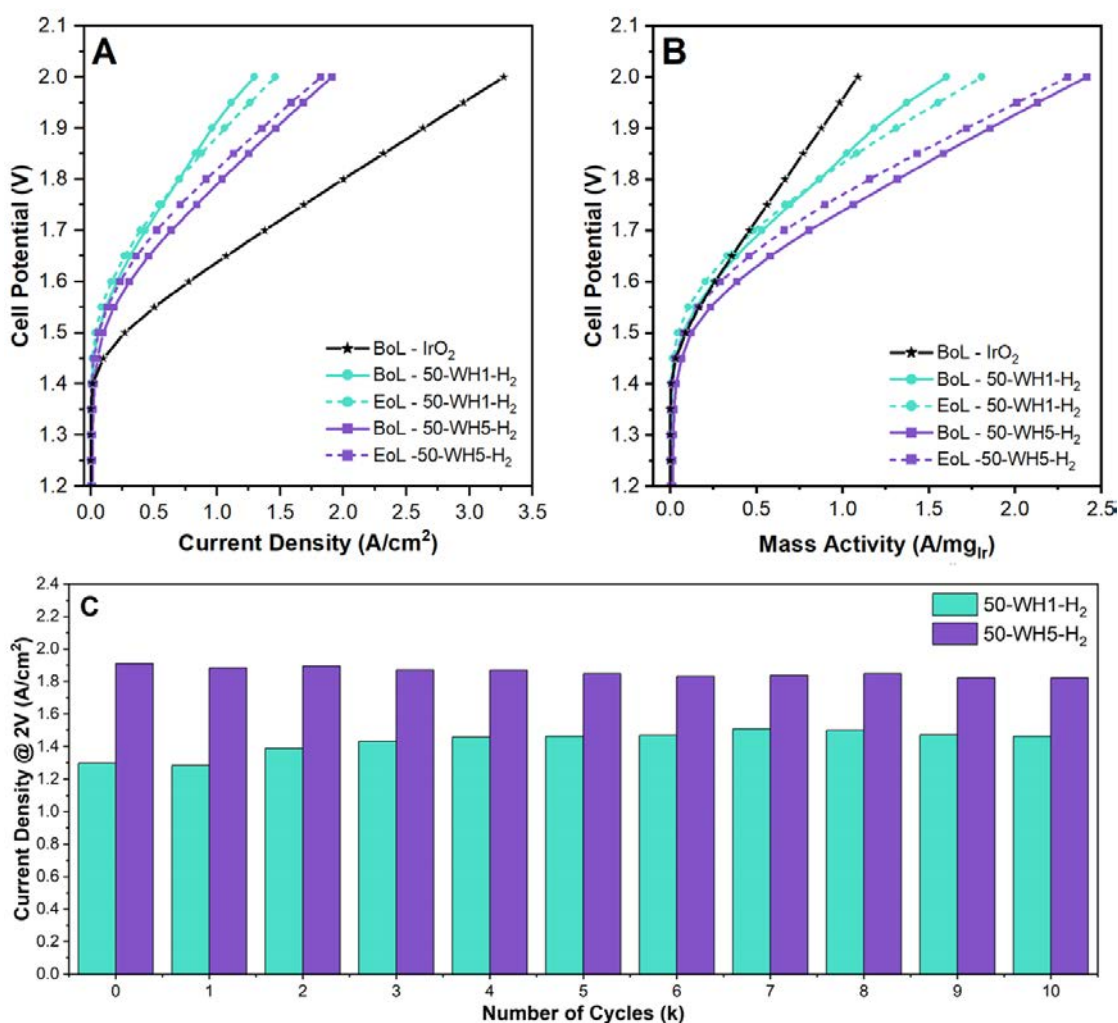 A
2.1
2.0
1.9
1.8
1.7
1.6
1.5
1.4
1.3
1.2
Cell Potential (V)
0.0 0.5 1.0 1.5 2.0 2.5 3.0 3.5
Current Density (A/cm²)
BoL - IrO₂
BoL - 50-WH1-H₂
EoL - 50-WH1-H₂
BoL - 50-WH5-H₂
EoL -50-WH5-H₂
B
2.1
2.0
1.9
1.8
1.7
1.6
1.5
1.4
1.3
1.2
Cell Potential (V)
0.0 0.5 1.0 1.5 2.0 2.5
Mass Activity (A/mg_Ir)
BoL - IrO₂
BoL - 50-WH1-H₂
EoL - 50-WH1-H₂
BoL - 50-WH5-H₂
EoL -50-WH5-H₂
C
2.4
2.2
2.0
1.8
1.6
1.4
1.2
1.0
0.8
0.6
0.4
0.2
0.0
Current Density @ 2V (A/cm²)
50-WH1-H₂
50-WH5-H₂
0 1 2 3 4 5 6 7 8 9 10
Number of Cycles (k)